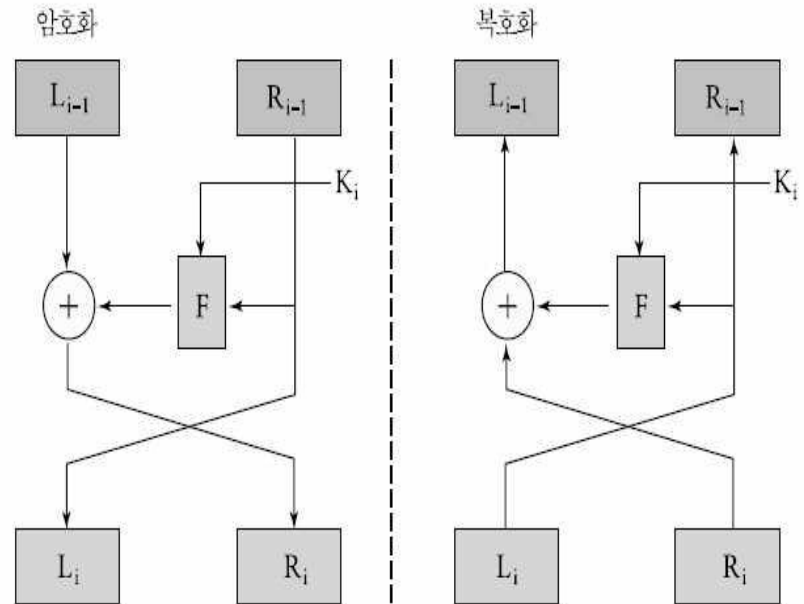 암호화
복호화
L_{i-1}
R_{i-1}
L_{i-1}
R_{i-1}
K_i
K_i
+
F
+
F
L_i
R_i
L_i
R_i